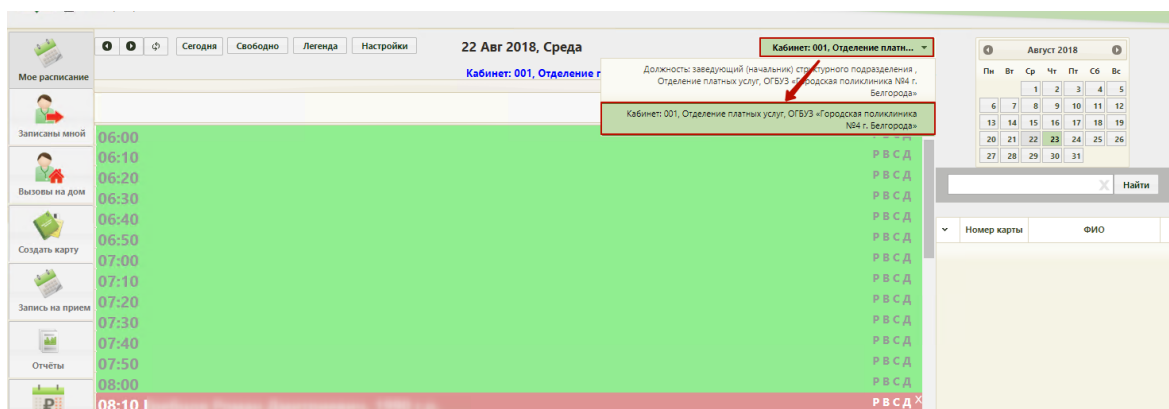 Сегодня Свободно Легенда Настройки 22 Авг 2018, Среда Кабинет: 001, Отделение платн...
Кабинет: 001, Отделение г
Должность: заведующий (начальник) структурного подразделения ,
Отделение платных услуг, ОГБУЗ «Городская поликлиника №4 г.
Белгорода»
Кабинет: 001, Отделение платных услуг, ОГБУЗ «Городская поликлиника
№4 г. Белгорода»
Мое расписание
Записаны мной
Вызовы на дом
Создать карту
Запись на прием
Отчёты
06:00 Р В С Д
06:10 Р В С Д
06:20 Р В С Д
06:30 Р В С Д
06:40 Р В С Д
06:50 Р В С Д
07:00 Р В С Д
07:10 Р В С Д
07:20 Р В С Д
07:30 Р В С Д
07:40 Р В С Д
07:50 Р В С Д
08:00 Р В С Д
08:10 Р В С Д X
Август 2018
Пн Вт Ср Чт Пт Сб Вс
1 2 3 4 5
6 7 8 9 10 11 12
13 14 15 16 17 18 19
20 21 22 23 24 25 26
27 28 29 30 31
X Найти
Номер карты ФИО